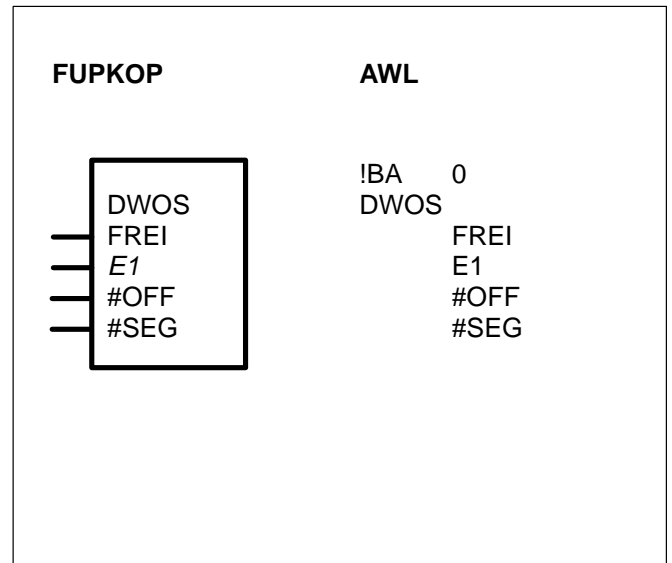 FUPKOP
DWOS
FREI
E1
#OFF
#SEG
AWL
!BA 0
DWOS
FREI
E1
#OFF
#SEG